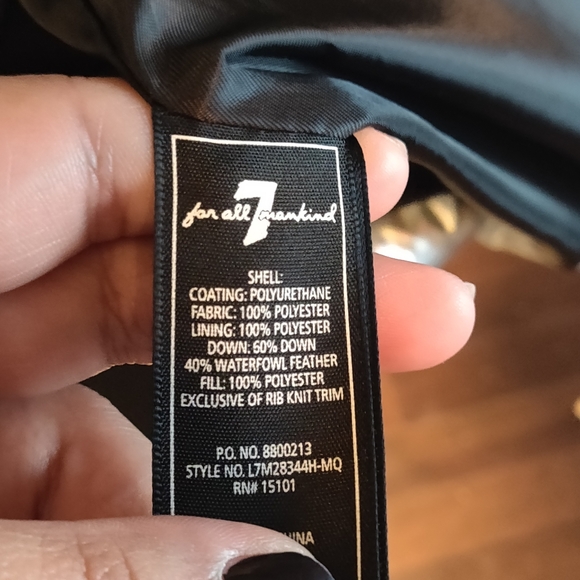 for all 7 mankind
SHELL:
COATING: POLYURETHANE
FABRIC: 100% POLYESTER
LINING: 100% POLYESTER
DOWN: 60% DOWN
40% WATERFOWL FEATHER
FILL: 100% POLYESTER
EXCLUSIVE OF RIB KNIT TRIM
P.O. NO. 8800213
STYLE NO. L7M28344H-MQ
RN# 15101